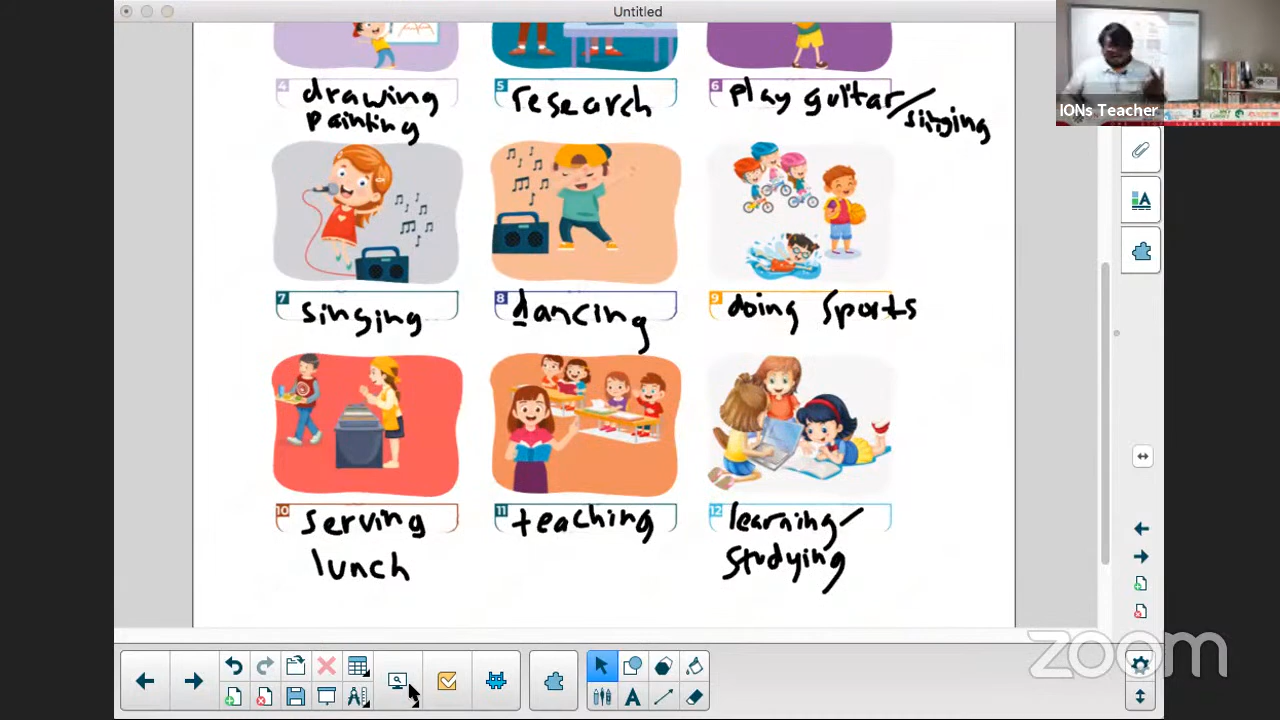 Untitled
IONs Teacher
4 5 6
drawing research play guitar/
painting singing
7 8 9
singing dancing doing sports
10 11 12
serving teaching learning/
lunch studying
zoom